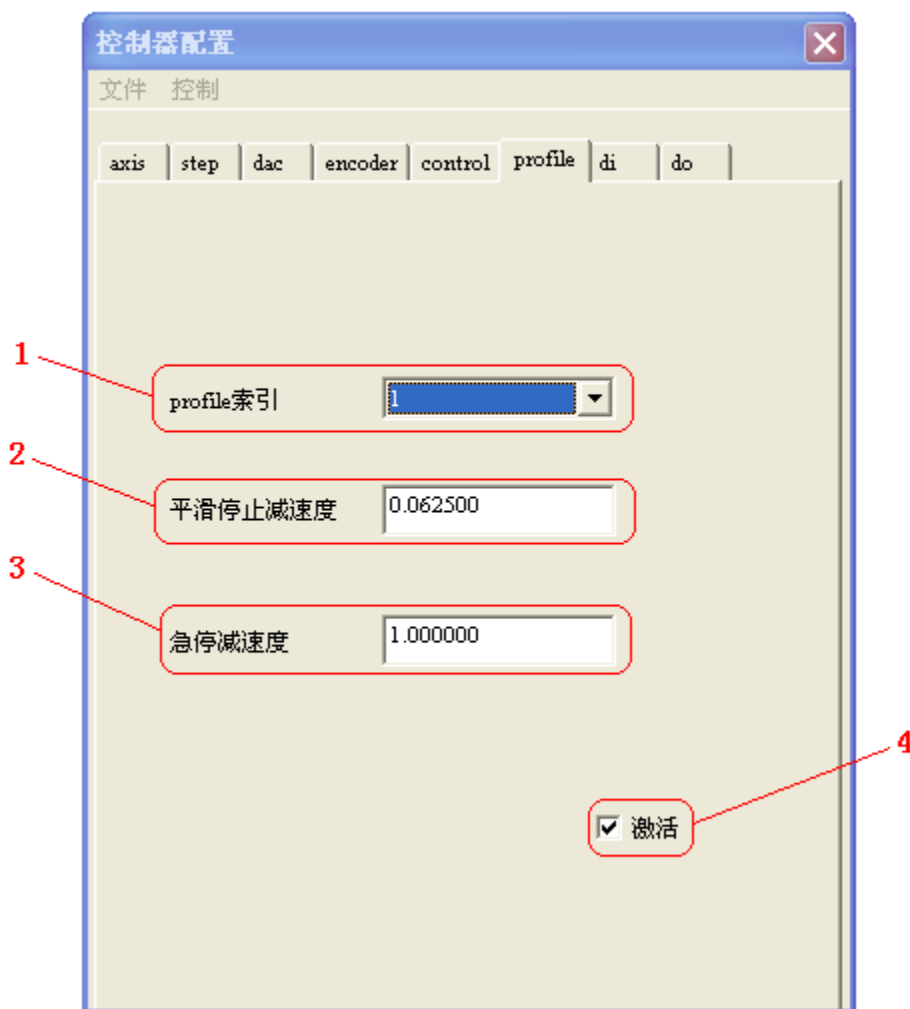 控制器配置
文件 控制
axis step dac encoder control profile di do
1
profile索引 1
2
平滑停止减速度 0.062500
3
急停减速度 1.000000
4
激活